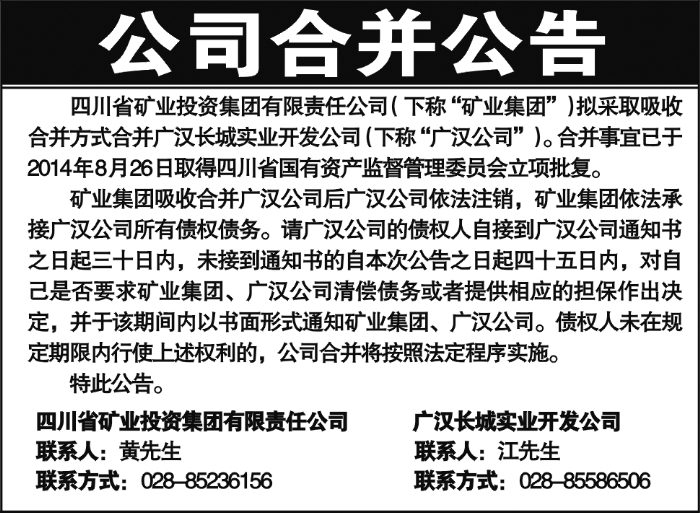 公司合并公告
四川省矿业投资集团有限责任公司(下称“矿业集团”)拟采取吸收
合并方式合并广汉长城实业开发公司(下称“广汉公司”)。合并事宜已于
2014年8月26日取得四川省国有资产监督管理委员会立项批复。
矿业集团吸收合并广汉公司后广汉公司依法注销，矿业集团依法承
接广汉公司所有债权债务。请广汉公司的债权人自接到广汉公司通知书
之日起三十日内，未接到通知书的自本次公告之日起四十五日内，对自
己是否要求矿业集团、广汉公司清偿债务或者提供相应的担保作出决
定，并于该期间内以书面形式通知矿业集团、广汉公司。债权人未在规
定期限内行使上述权利的，公司合并将按照法定程序实施。
特此公告。
四川省矿业投资集团有限责任公司 广汉长城实业开发公司
联系人：黄先生 联系人：江先生
联系方式：028-85236156 联系方式：028-85586506